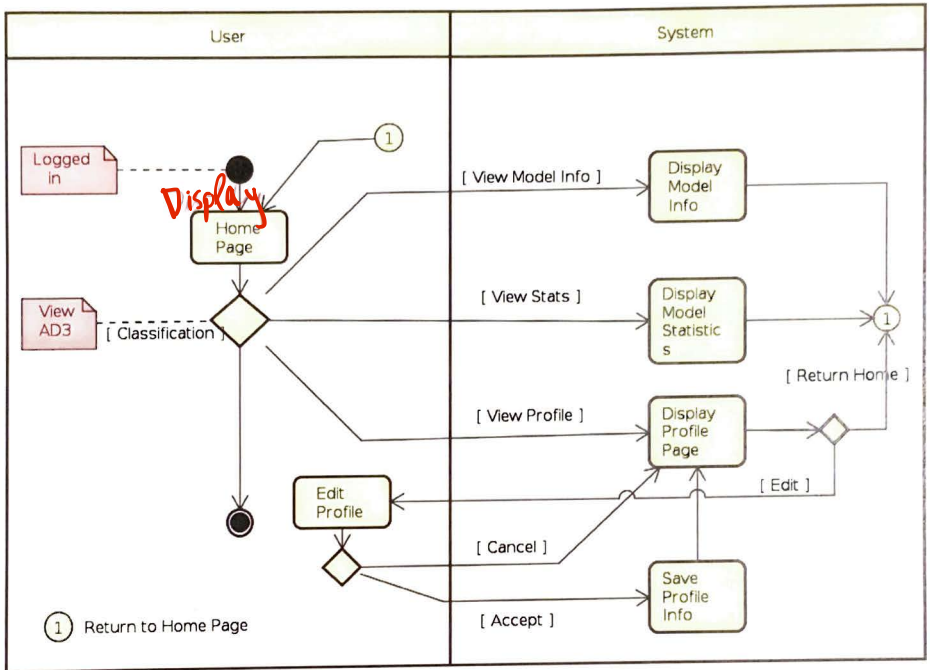 User
System
1
Logged
in
Display
Home
Page
[ View Model Info ]
Display
Model
Info
View
AD3
[ Classification ]
[ View Stats ]
Display
Model
Statistic
s
1
[ Return Home ]
[ View Profile ]
Display
Profile
Page
[ Edit ]
Edit
Profile
[ Cancel ]
[ Accept ]
Save
Profile
Info
1 Return to Home Page